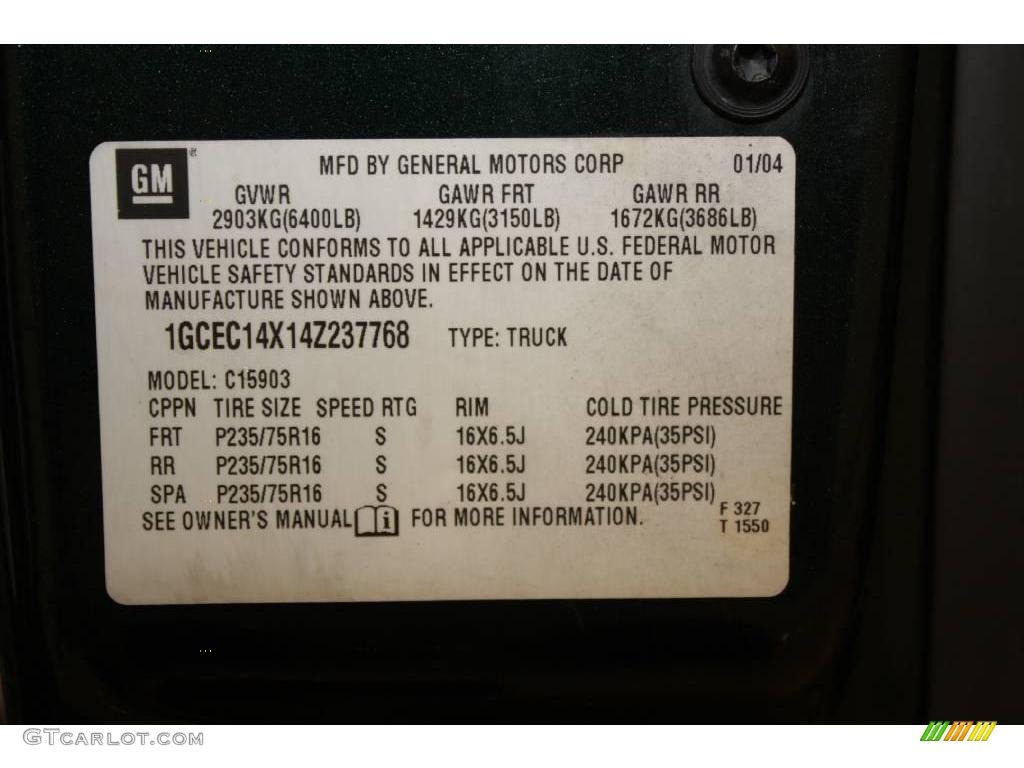 GM
MFD BY GENERAL MOTORS CORP 01/04
GVWR GAWR FRT GAWR RR
2903KG(6400LB) 1429KG(3150LB) 1672KG(3686LB)
THIS VEHICLE CONFORMS TO ALL APPLICABLE U.S. FEDERAL MOTOR
VEHICLE SAFETY STANDARDS IN EFFECT ON THE DATE OF
MANUFACTURE SHOWN ABOVE.
1GCEC14X14Z237768 TYPE: TRUCK
MODEL: C15903
CPPN TIRE SIZE SPEED RTG RIM COLD TIRE PRESSURE
FRT P235/75R16 S 16X6.5J 240KPA(35PSI)
RR P235/75R16 S 16X6.5J 240KPA(35PSI)
SPA P235/75R16 S 16X6.5J 240KPA(35PSI)
SEE OWNER'S MANUAL i FOR MORE INFORMATION.
F 327
T 1550
GTCARLOT.COM